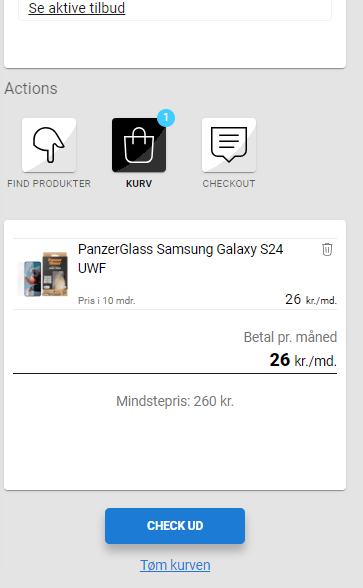 Se aktive tilbud
Actions
1
FIND PRODUKTER
KURV
CHECKOUT
PanzerGlass Samsung Galaxy S24
UWF
Pris i 10 mdr.
26 kr./md.
Betal pr. måned
26 kr./md.
Mindstepris: 260 kr.
CHECK UD
Tøm kurven